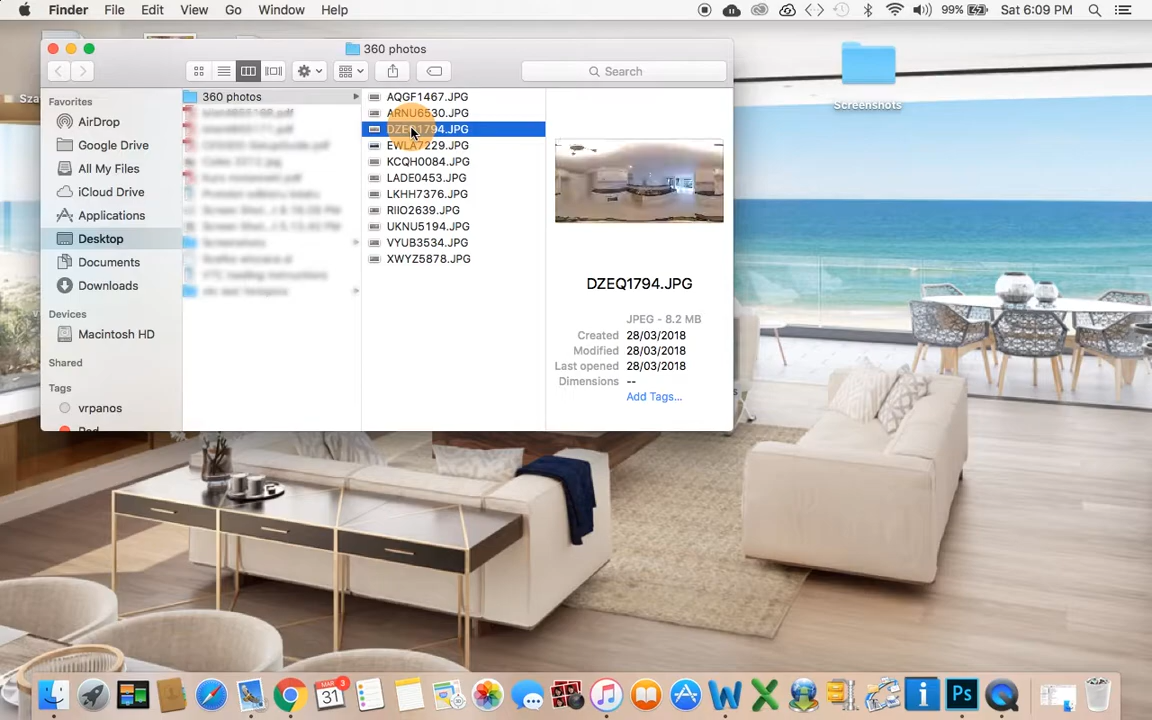 Finder File Edit View Go Window Help
99% Sat 6:09 PM
360 photos
Search
Screenshots
Favorites
AirDrop
Google Drive
All My Files
iCloud Drive
Applications
Desktop
Documents
Downloads
Devices
Macintosh HD
Shared
Tags
vrpanos
360 photos
AQGF1467.JPG
ARNU6530.JPG
DZEQ1794.JPG
EWLA7229.JPG
KCQH0084.JPG
LADE0453.JPG
LKHH7376.JPG
RIIO2639.JPG
UKNU5194.JPG
VYUB3534.JPG
XWYZ5878.JPG
DZEQ1794.JPG
JPEG - 8.2 MB
Created 28/03/2018
Modified 28/03/2018
Last opened 28/03/2018
Dimensions --
Add Tags...
MAR
31
3
W
X
i
Ps